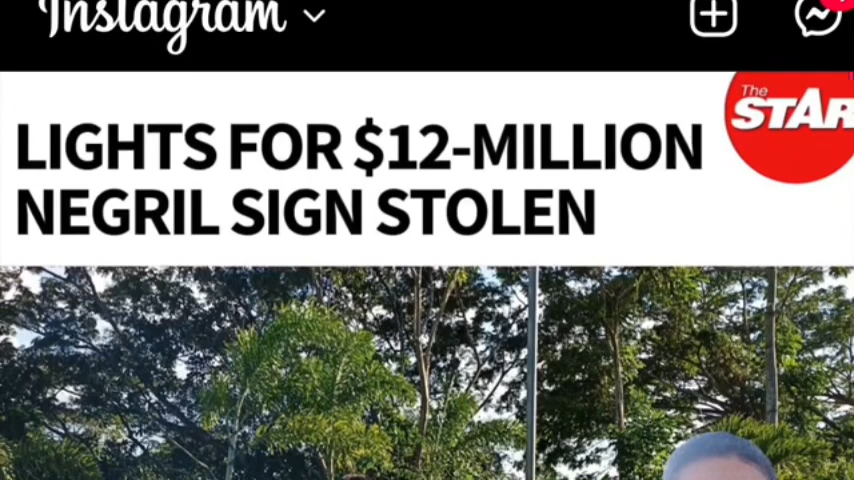 Instagram
The
STAR
LIGHTS FOR $12-MILLION
NEGRIL SIGN STOLEN